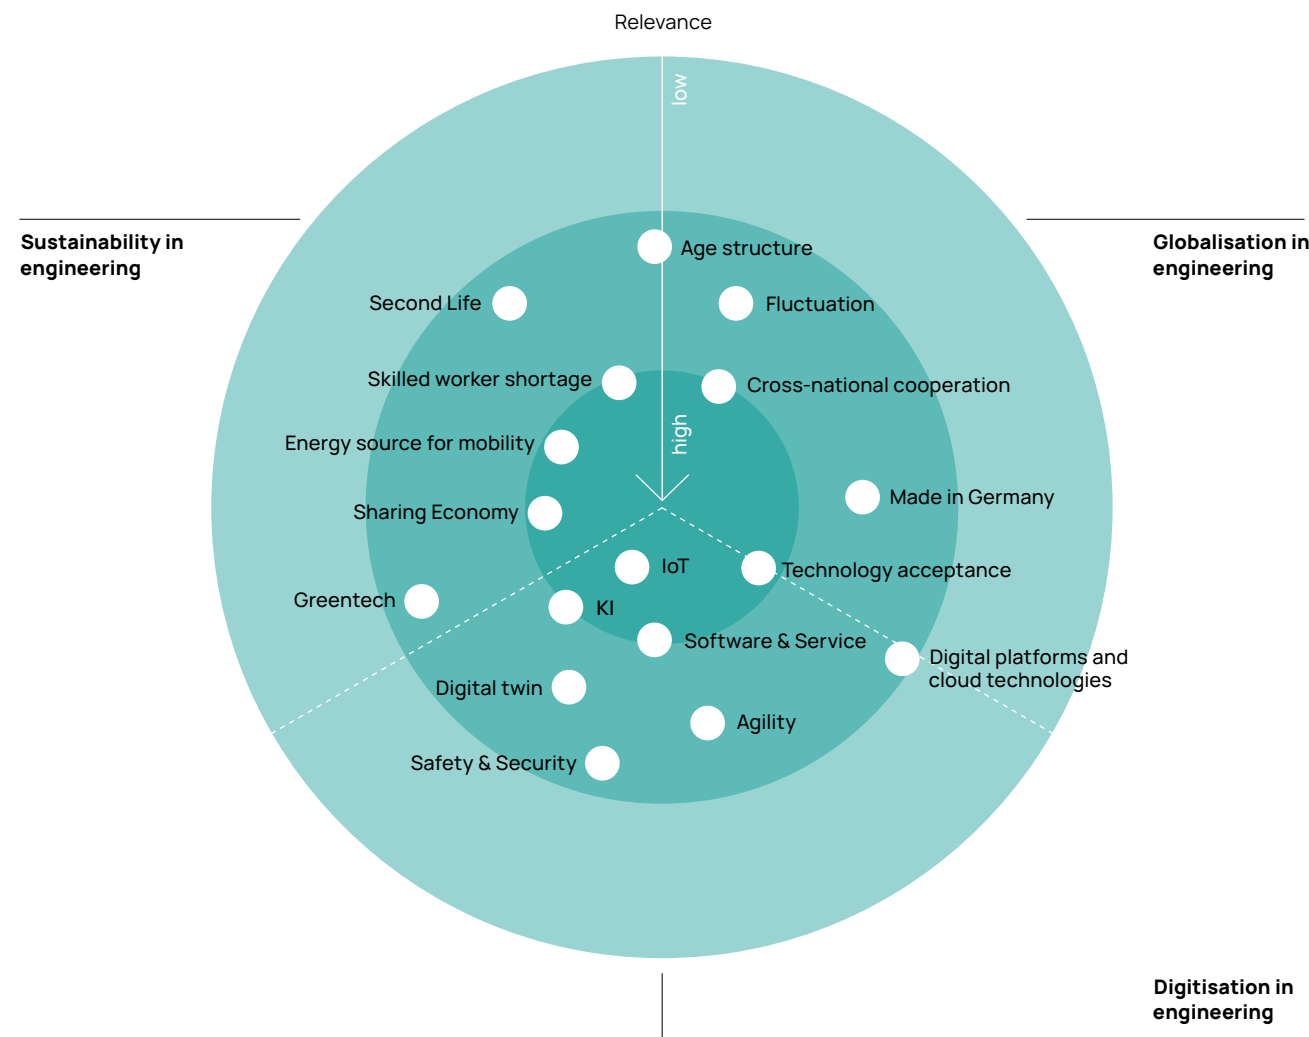 Relevance
low
Sustainability in
engineering
Globalisation in
engineering
Age structure
Second Life
Fluctuation
Skilled worker shortage
Cross-national cooperation
high
Energy source for mobility
Made in Germany
Sharing Economy
IoT
Technology acceptance
Greentech
KI
Software & Service
Digital platforms and
cloud technologies
Digital twin
Agility
Safety & Security
Digitisation in
engineering